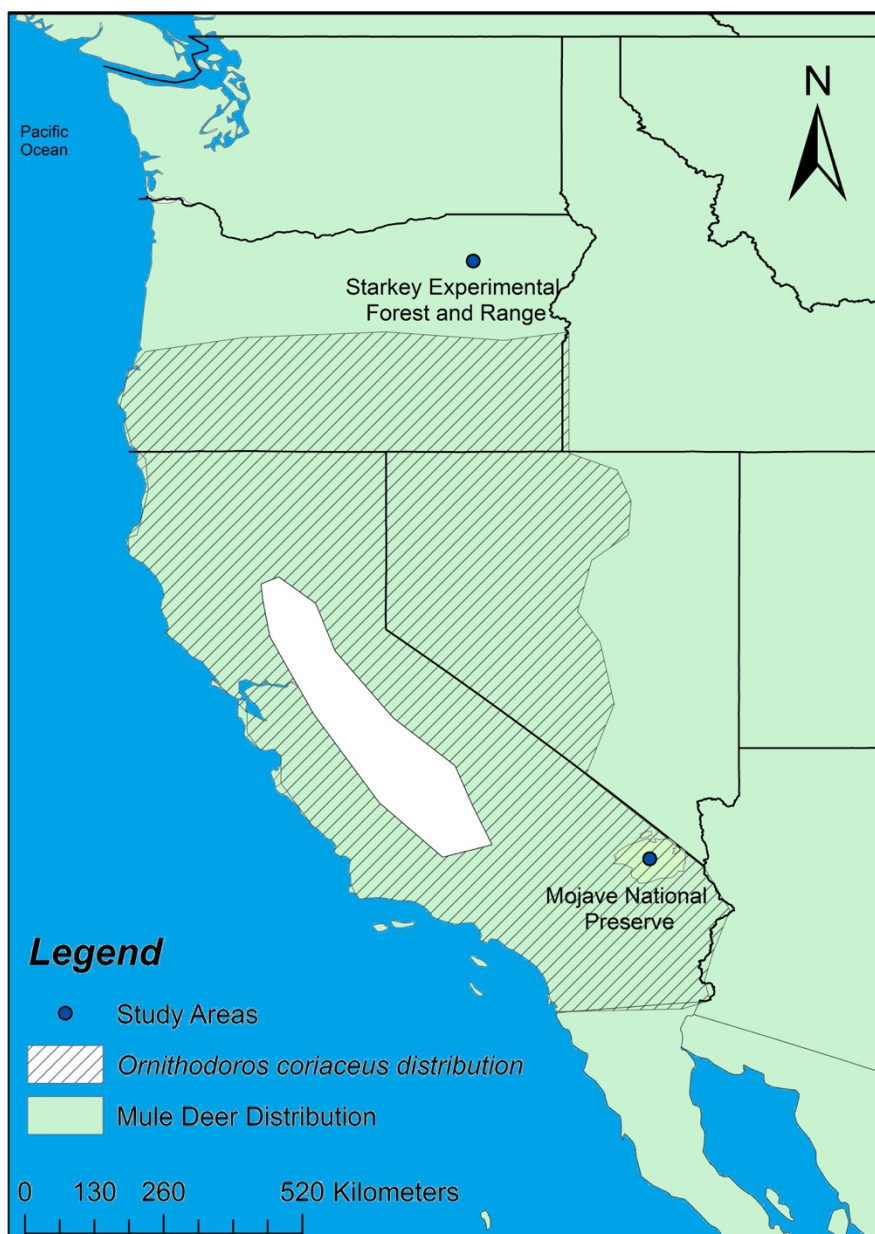 Pacific
Ocean
N
Starkey Experimental
Forest and Range
Mojave National
Preserve
Legend
Study Areas
Ornithodoros coriaceus distribution
Mule Deer Distribution
0 130 260 520 Kilometers